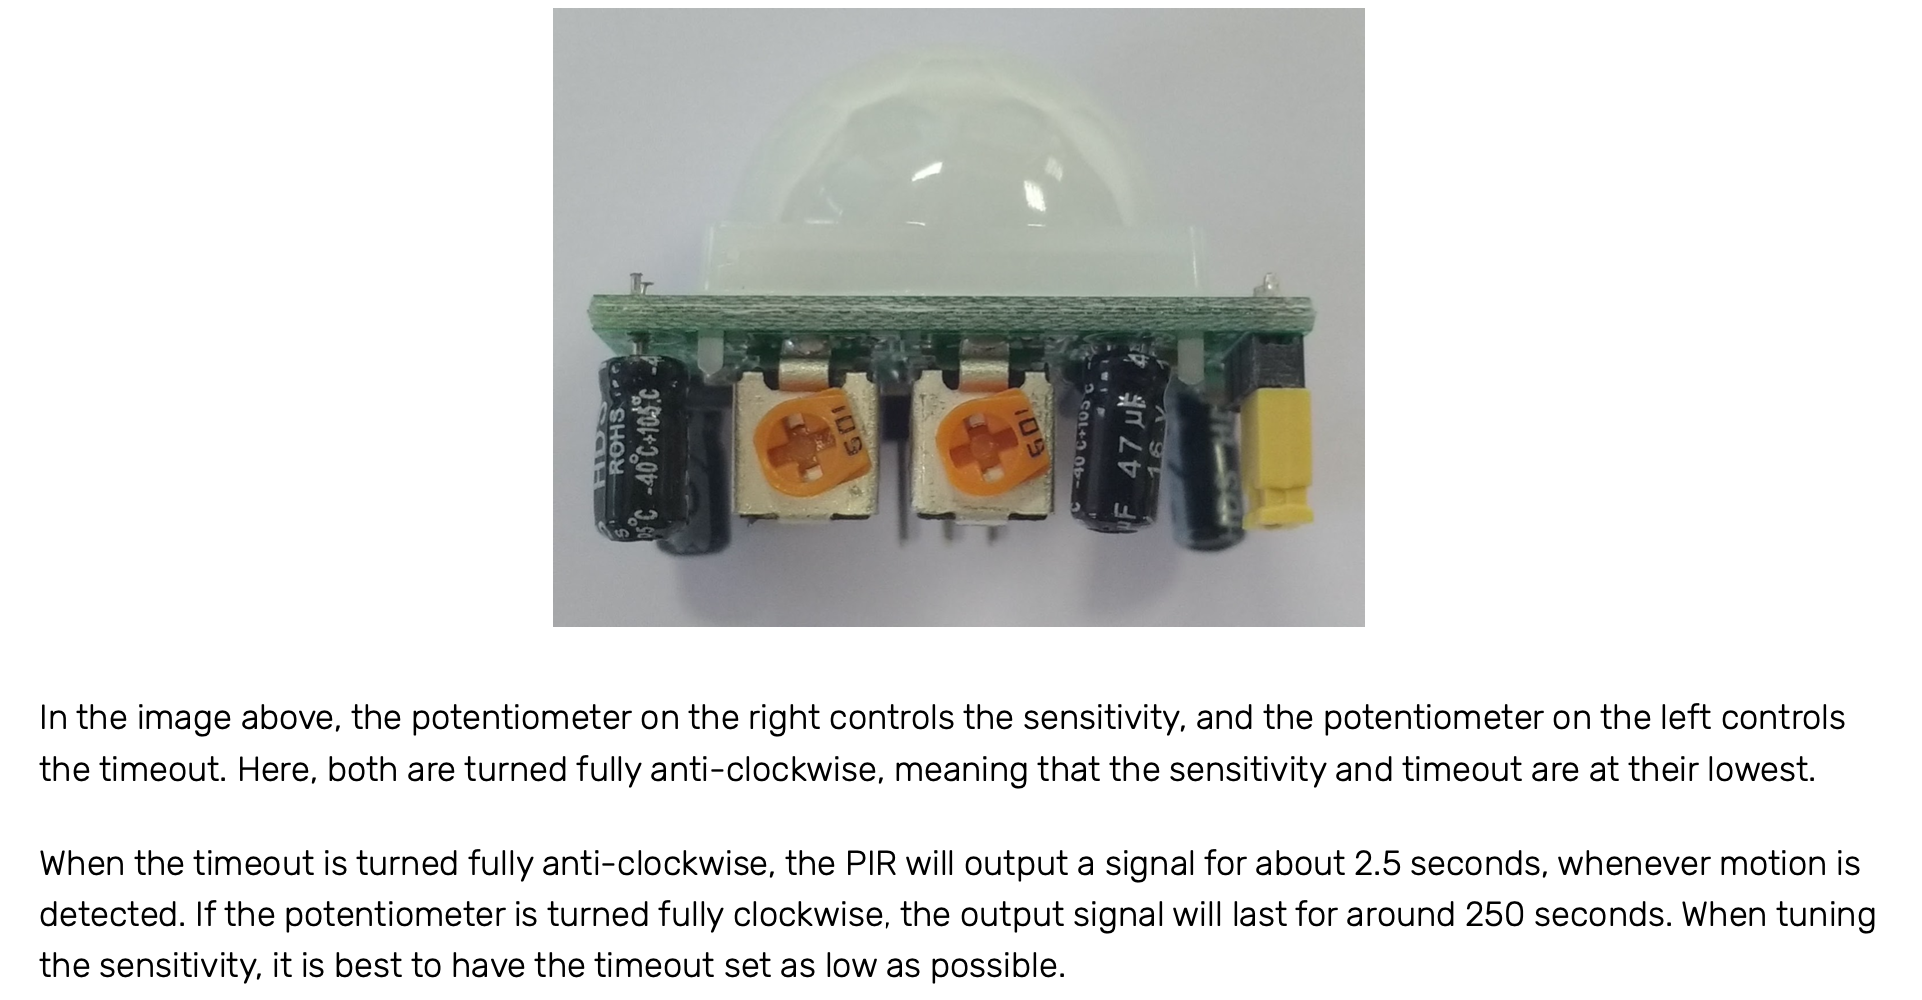 HDS
ROHS
-40°C+105°C
05°C
109
109
-40°C+105°C
47 µF
16 V
µF
In the image above, the potentiometer on the right controls the sensitivity, and the potentiometer on the left controls
the timeout. Here, both are turned fully anti-clockwise, meaning that the sensitivity and timeout are at their lowest.
When the timeout is turned fully anti-clockwise, the PIR will output a signal for about 2.5 seconds, whenever motion is
detected. If the potentiometer is turned fully clockwise, the output signal will last for around 250 seconds. When tuning
the sensitivity, it is best to have the timeout set as low as possible.